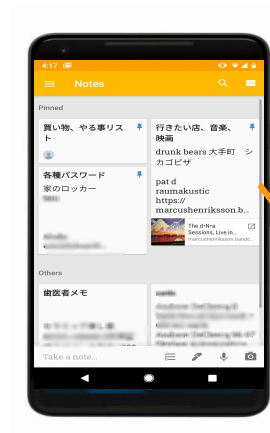 4:17
Notes
Pinned
買い物、やる事リス
ト
各種パスワード
家のロッカー
行きたい店、音楽、
映画
drunk bears 大手町 シ
カゴピザ
pat d
raumakustic
https://
marcushenriksson.b...
The d•N•a
Sessions, Live in...
marcushenriksson.bandc...
Others
歯医者メモ
Take a note...